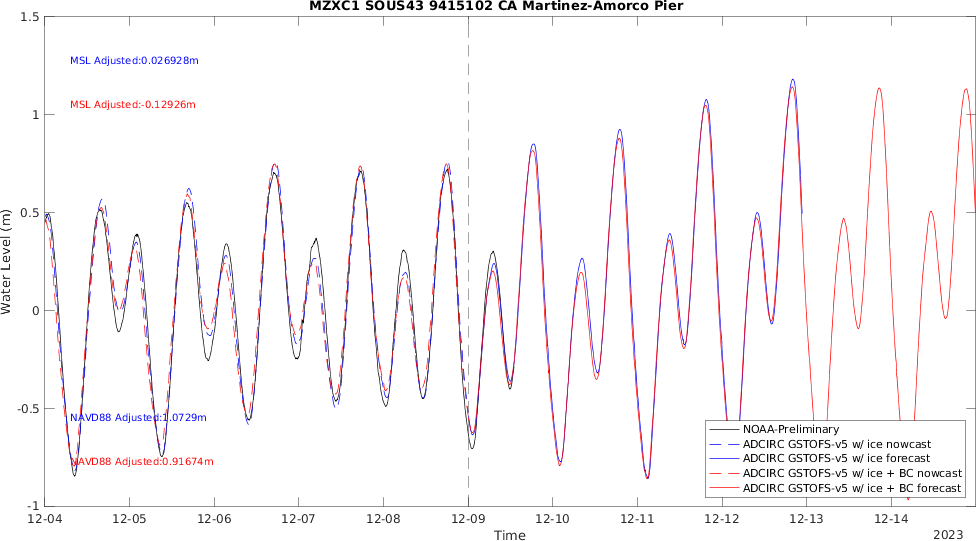 MZXC1 SOUS43 9415102 CA Martinez-Amorco Pier
1.5
1
0.5
0
-0.5
-1
Water Level (m)
MSL Adjusted:0.026928m
MSL Adjusted:-0.12926m
NAVD88 Adjusted:1.0729m
NAVD88 Adjusted:0.91674m
NOAA-Preliminary
ADCIRC GSTOFS-v5 w/ ice nowcast
ADCIRC GSTOFS-v5 w/ ice forecast
ADCIRC GSTOFS-v5 w/ ice + BC nowcast
ADCIRC GSTOFS-v5 w/ ice + BC forecast
12-04 12-05 12-06 12-07 12-08 12-09 12-10 12-11 12-12 12-13 12-14
Time
2023